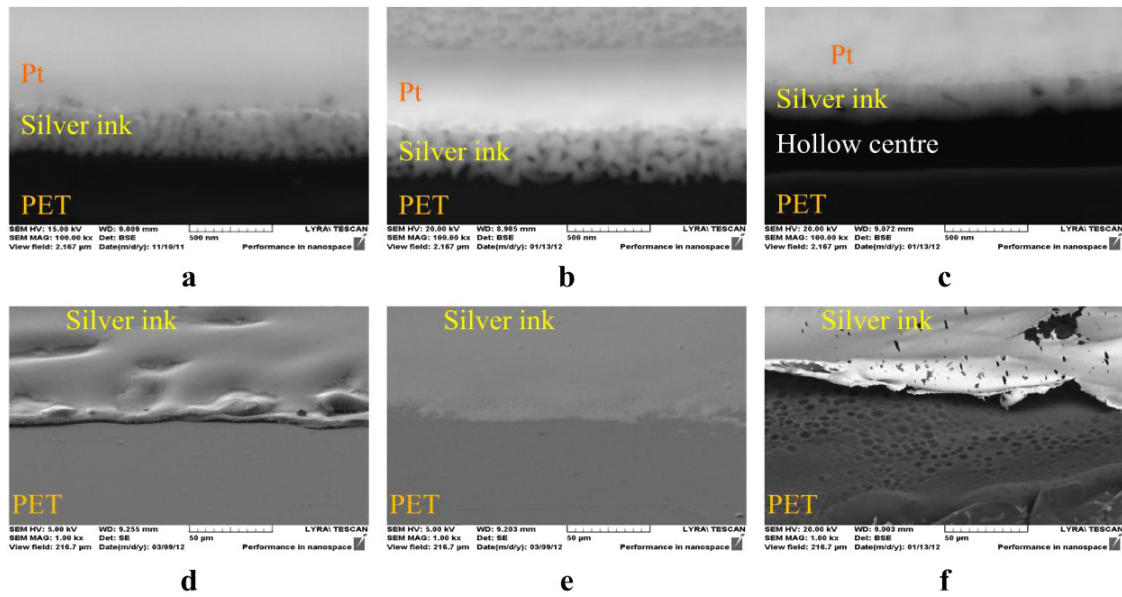 Pt
Silver ink
PET
SEM HV: 15.00 kV WD: 9.009 mm LYRA\ TESCAN
SEM MAG: 100.00 kx Det: BSE 500 nm
View field: 2.167 µm Date(m/d/y): 11/10/11 Performance in nanospace
a
Pt
Silver ink
PET
SEM HV: 20.00 kV WD: 8.985 mm LYRA\ TESCAN
SEM MAG: 100.00 kx Det: BSE 500 nm
View field: 2.167 µm Date(m/d/y): 01/13/12 Performance in nanospace
b
Pt
Silver ink
Hollow centre
PET
SEM HV: 20.00 kV WD: 9.072 mm LYRA\ TESCAN
SEM MAG: 100.00 kx Det: BSE 500 nm
View field: 2.167 µm Date(m/d/y): 01/13/12 Performance in nanospace
c
Silver ink
PET
SEM HV: 5.00 kV WD: 9.255 mm LYRA\ TESCAN
SEM MAG: 1.00 kx Det: SE 50 µm
View field: 216.7 µm Date(m/d/y): 03/09/12 Performance in nanospace
d
Silver ink
PET
SEM HV: 5.00 kV WD: 9.203 mm LYRA\ TESCAN
SEM MAG: 1.00 kx Det: SE 50 µm
View field: 216.7 µm Date(m/d/y): 03/09/12 Performance in nanospace
e
Silver ink
PET
SEM HV: 20.00 kV WD: 9.003 mm LYRA\ TESCAN
SEM MAG: 1.00 kx Det: BSE 50 µm
View field: 216.7 µm Date(m/d/y): 01/13/12 Performance in nanospace
f